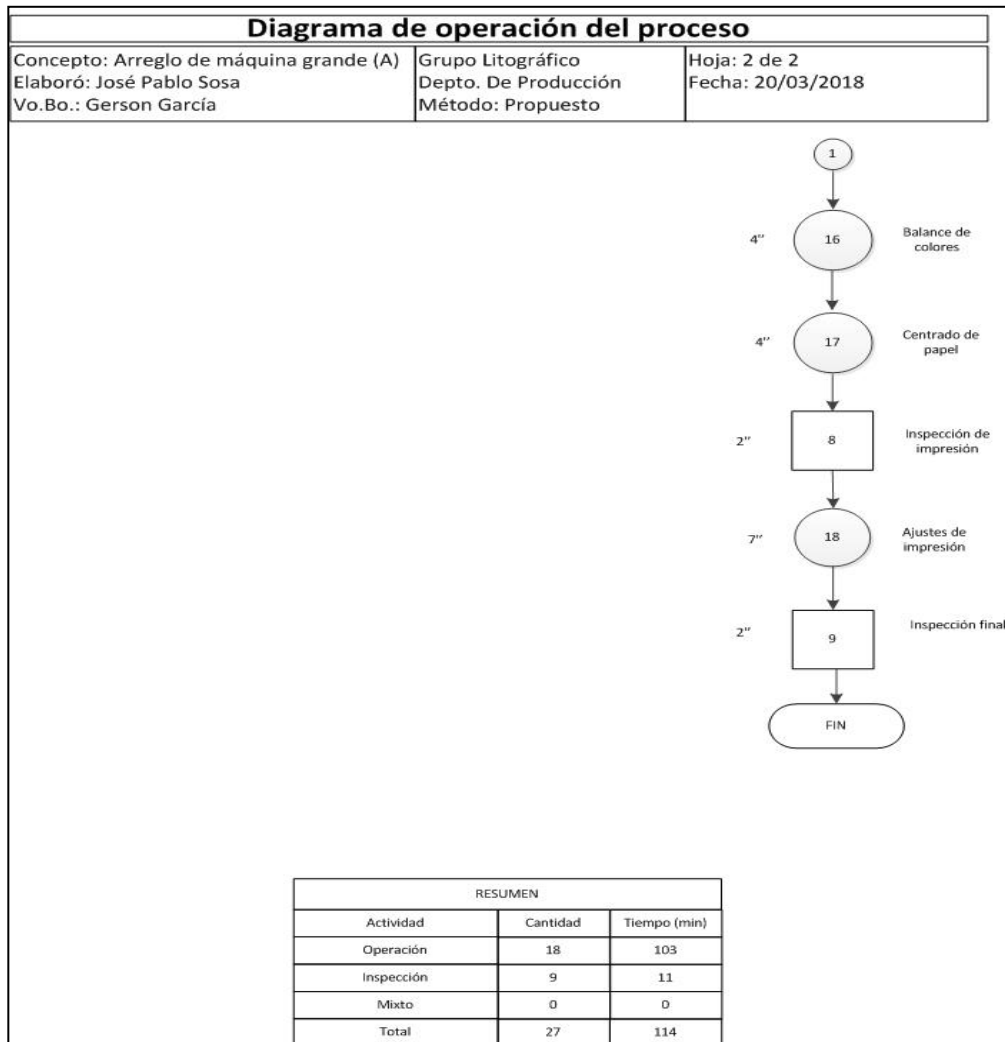 Diagrama de operación del proceso
Concepto: Arreglo de máquina grande (A)
Elaboró: José Pablo Sosa
Vo.Bo.: Gerson García
Grupo Litográfico
Depto. De Producción
Método: Propuesto
Hoja: 2 de 2
Fecha: 20/03/2018
1
4’’ 16 Balance de
colores
4’’ 17 Centrado de
papel
2’’ 8 Inspección de
impresión
7’’ 18 Ajustes de
impresión
2’’ 9 Inspección final
FIN
RESUMEN
Actividad Cantidad Tiempo (min)
Operación 18 103
Inspección 9 11
Mixto 0 0
Total 27 114